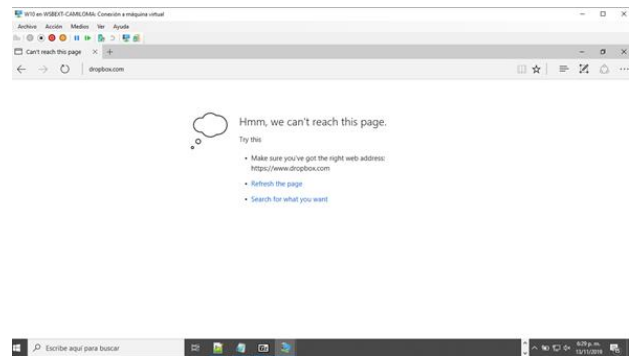 W10 en WSBEXT-CAMILOMA: Conexión a máquina virtual
Archivo Acción Medios Ver Ayuda
Can't reach this page
dropbox.com
Hmm, we can't reach this page.
Try this
• Make sure you've got the right web address:
https://www.dropbox.com
• Refresh the page
• Search for what you want
Escribe aquí para buscar
6:29 p. m.
13/11/2019